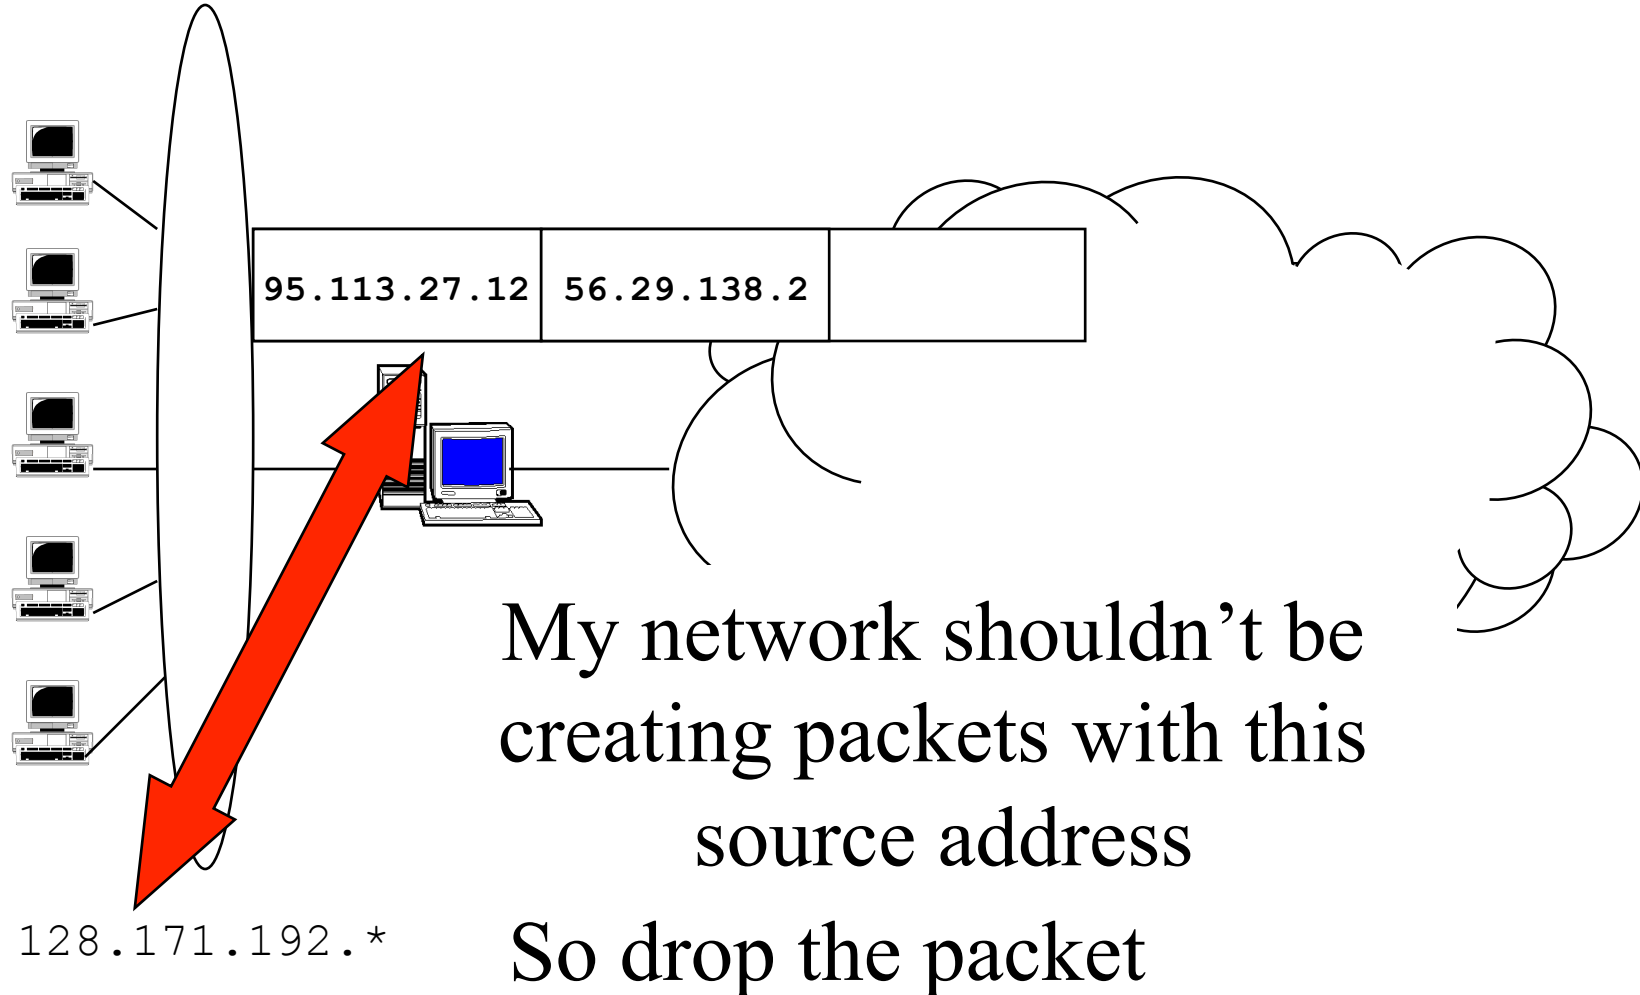 95.113.27.12 56.29.138.2
My network shouldn’t be
creating packets with this
source address
128.171.192.*
So drop the packet